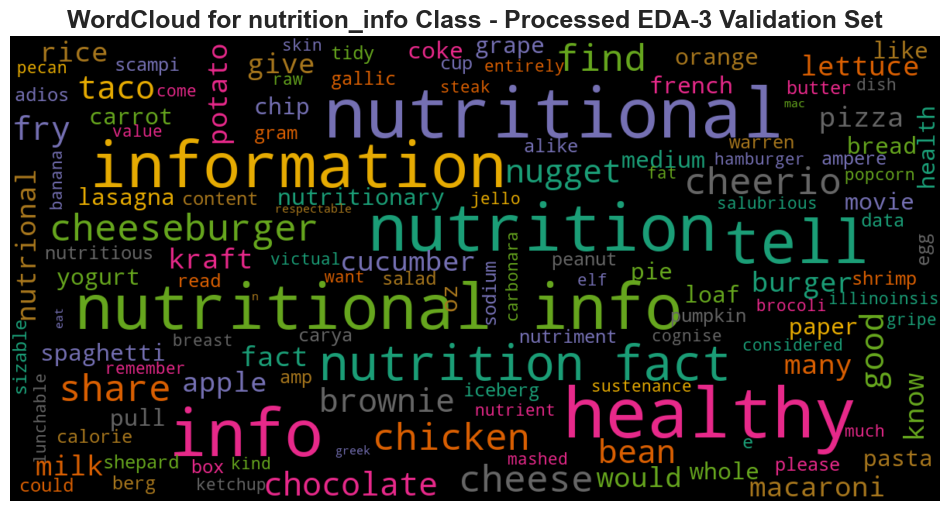 WordCloud for nutrition_info Class - Processed EDA-3 Validation Set
rice
skin
tidy
coke
grape
find
orange
like
pecan
scampi
give
cup
entirely
lettuce
taco
come
potato
raw
gallic
steak
french
butter
dish
adios
chip
nutritional
mac
pizza
health
fry
carrot
value
gram
alike
warren
bread
information
nugget
medium
hamburger
ampere
banana
fat
cheerio
popcorn
lasagna
content
nutritionary
jello
salubrious
movie
nutrional
respectable
nutrition
tell
data
cheeseburger
carbonara
egg
nutritious
kraft
victual
cucumber
peanut
yogurt
read
want
salad
oz
sodium
elf
pie
burger
shrimp
nutritional info
n
loaf
brocoli
illinoinsis
eat
pumpkin
gripe
sizable
breast
carya
nutriment
cognise
paper
considered
good
spaghetti
fact
nutrition fact
many
remember
share
apple
amp
iceberg
sustenance
lunchable
brownie
healthy
know
pull
info
nutrient
much
calorie
chicken
bean
e
greek
milk
shepard
box
kind
mashed
please
pasta
could
berg
ketchup
chocolate
cheese
would
whole
macaroni